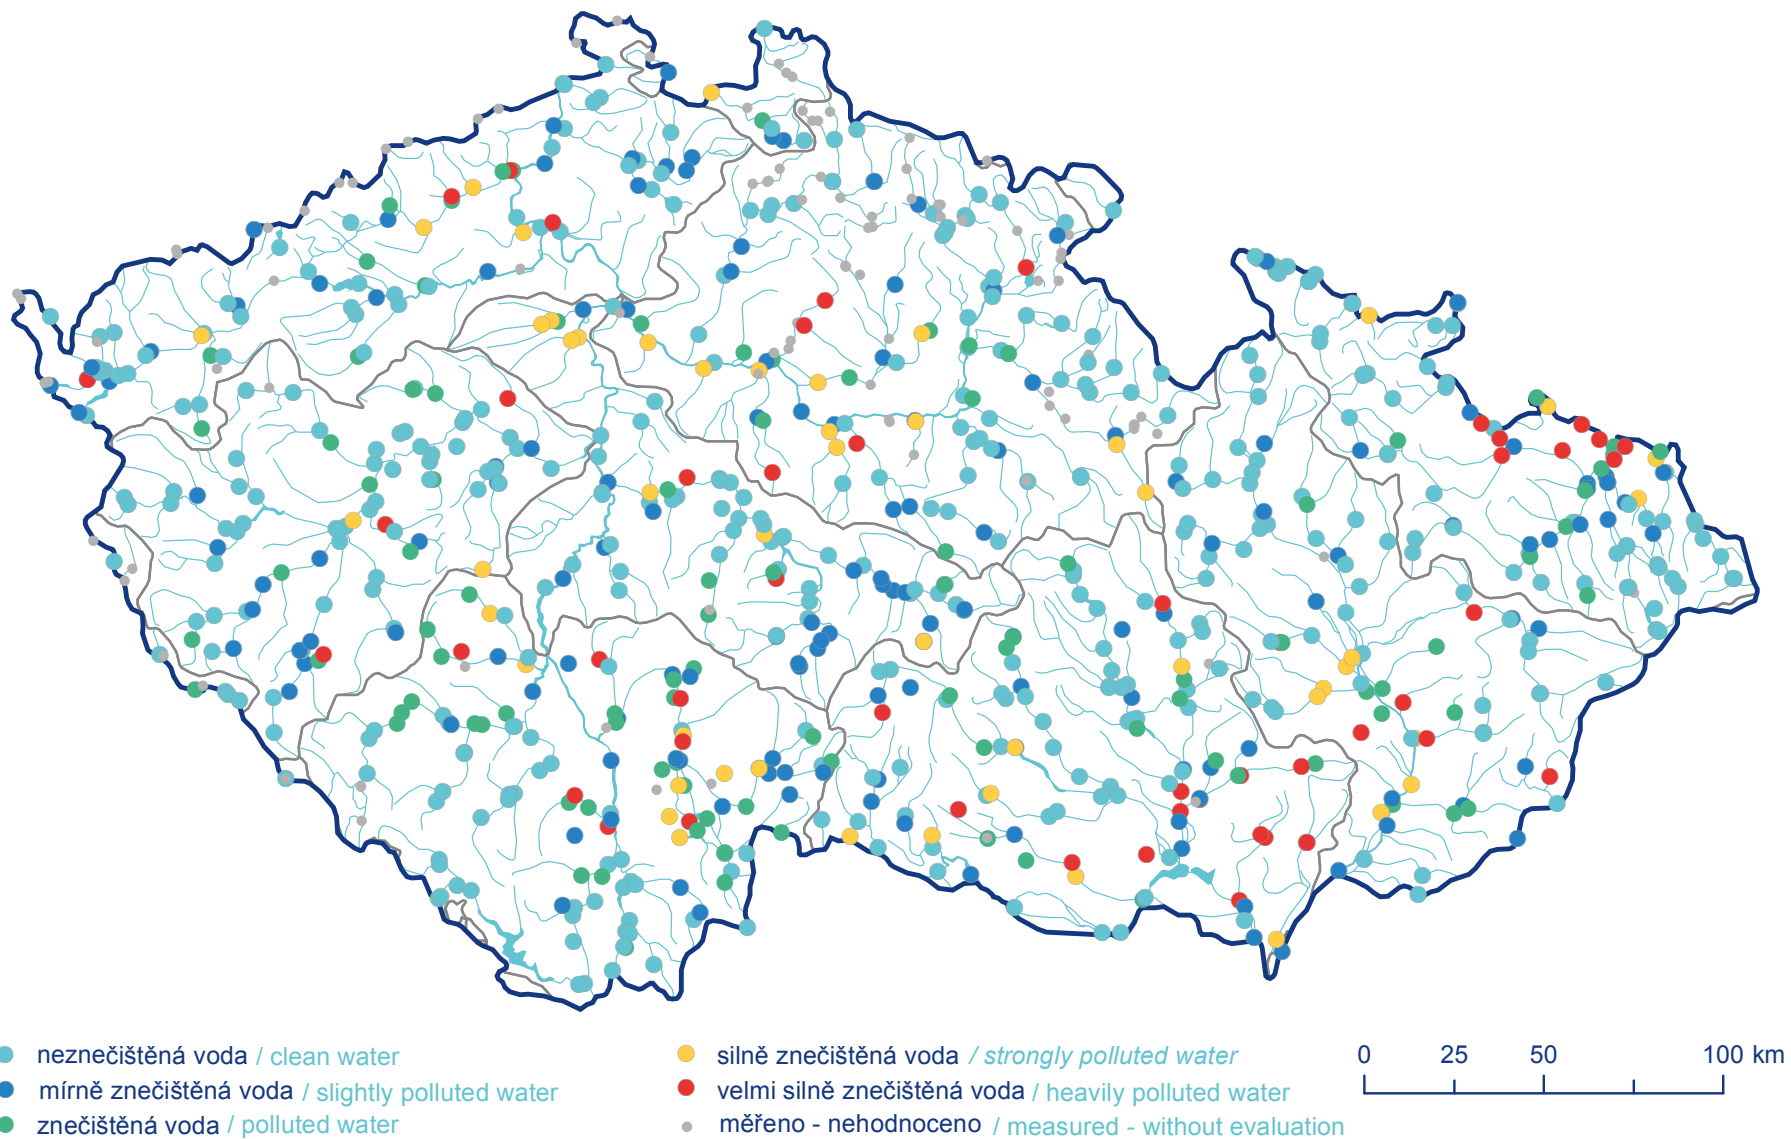 neznečištěná voda / clean water
mírně znečištěná voda / slightly polluted water
znečištěná voda / polluted water
silně znečištěná voda / strongly polluted water
velmi silně znečištěná voda / heavily polluted water
měřeno - nehodnoceno / measured - without evaluation
0 25 50 100 km